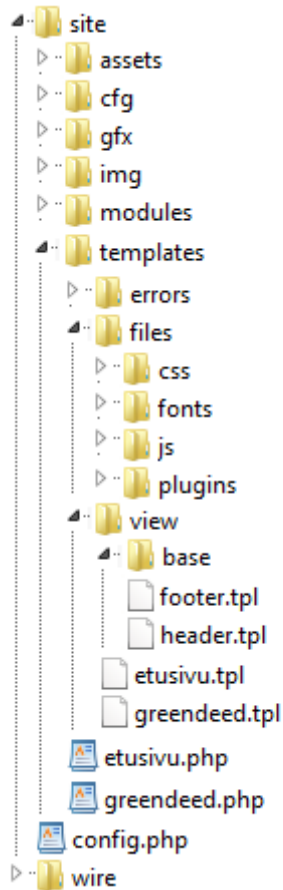 site
assets
cfg
gfx
img
modules
templates
errors
files
css
fonts
js
plugins
view
base
footer.tpl
header.tpl
etusivu.tpl
greendeed.tpl
etusivu.php
greendeed.php
config.php
wire